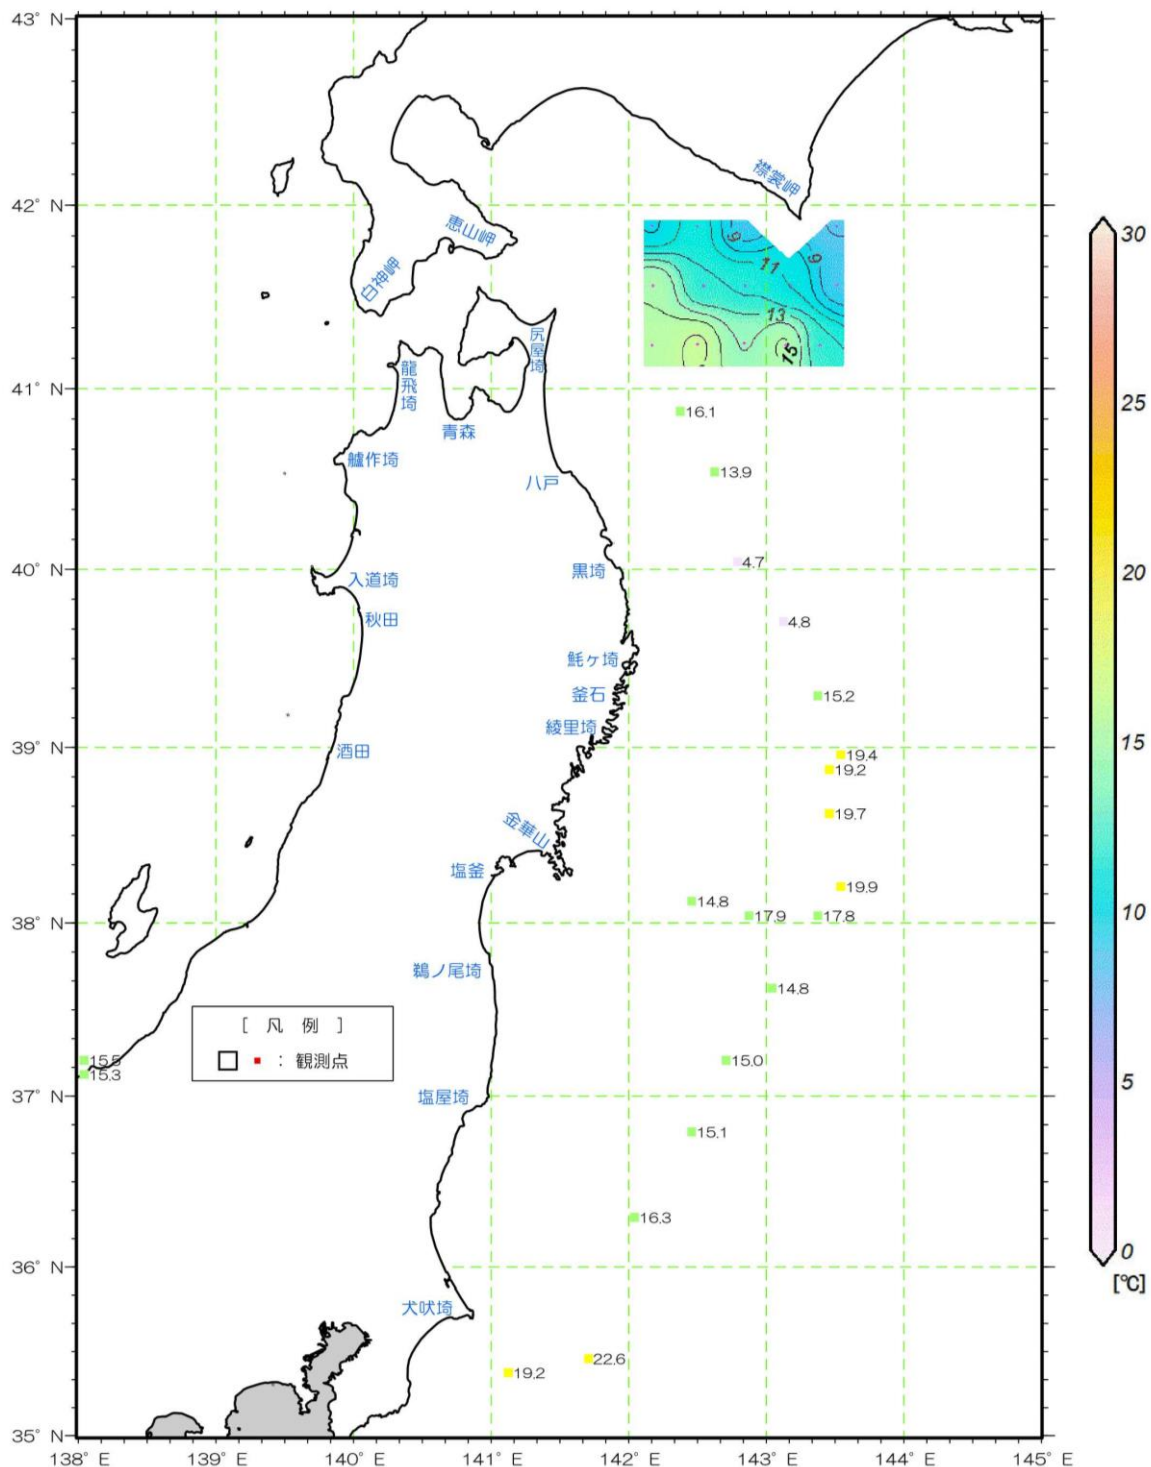 43° N
襟裳岬
42° N
恵山岬
白神岬
9
9
11
13
15
尻屋埼
龍飛埼
41° N
16.1
青森
艫作埼
13.9
八戸
4.7
40° N
黒埼
入道埼
秋田
4.8
魹ヶ埼
釜石
15.2
綾里埼
39° N
酒田
19.4
19.2
19.7
金華山
塩釜
19.9
14.8
17.9
17.8
38° N
鵜ノ尾埼
14.8
[ 凡 例 ]
: 観測点
15.5
15.3
15.0
37° N
塩屋埼
15.1
16.3
36° N
犬吠埼
22.6
19.2
35° N
138° E
139° E
140° E
141° E
142° E
143° E
144° E
145° E
30
25
20
15
10
5
0
[℃]